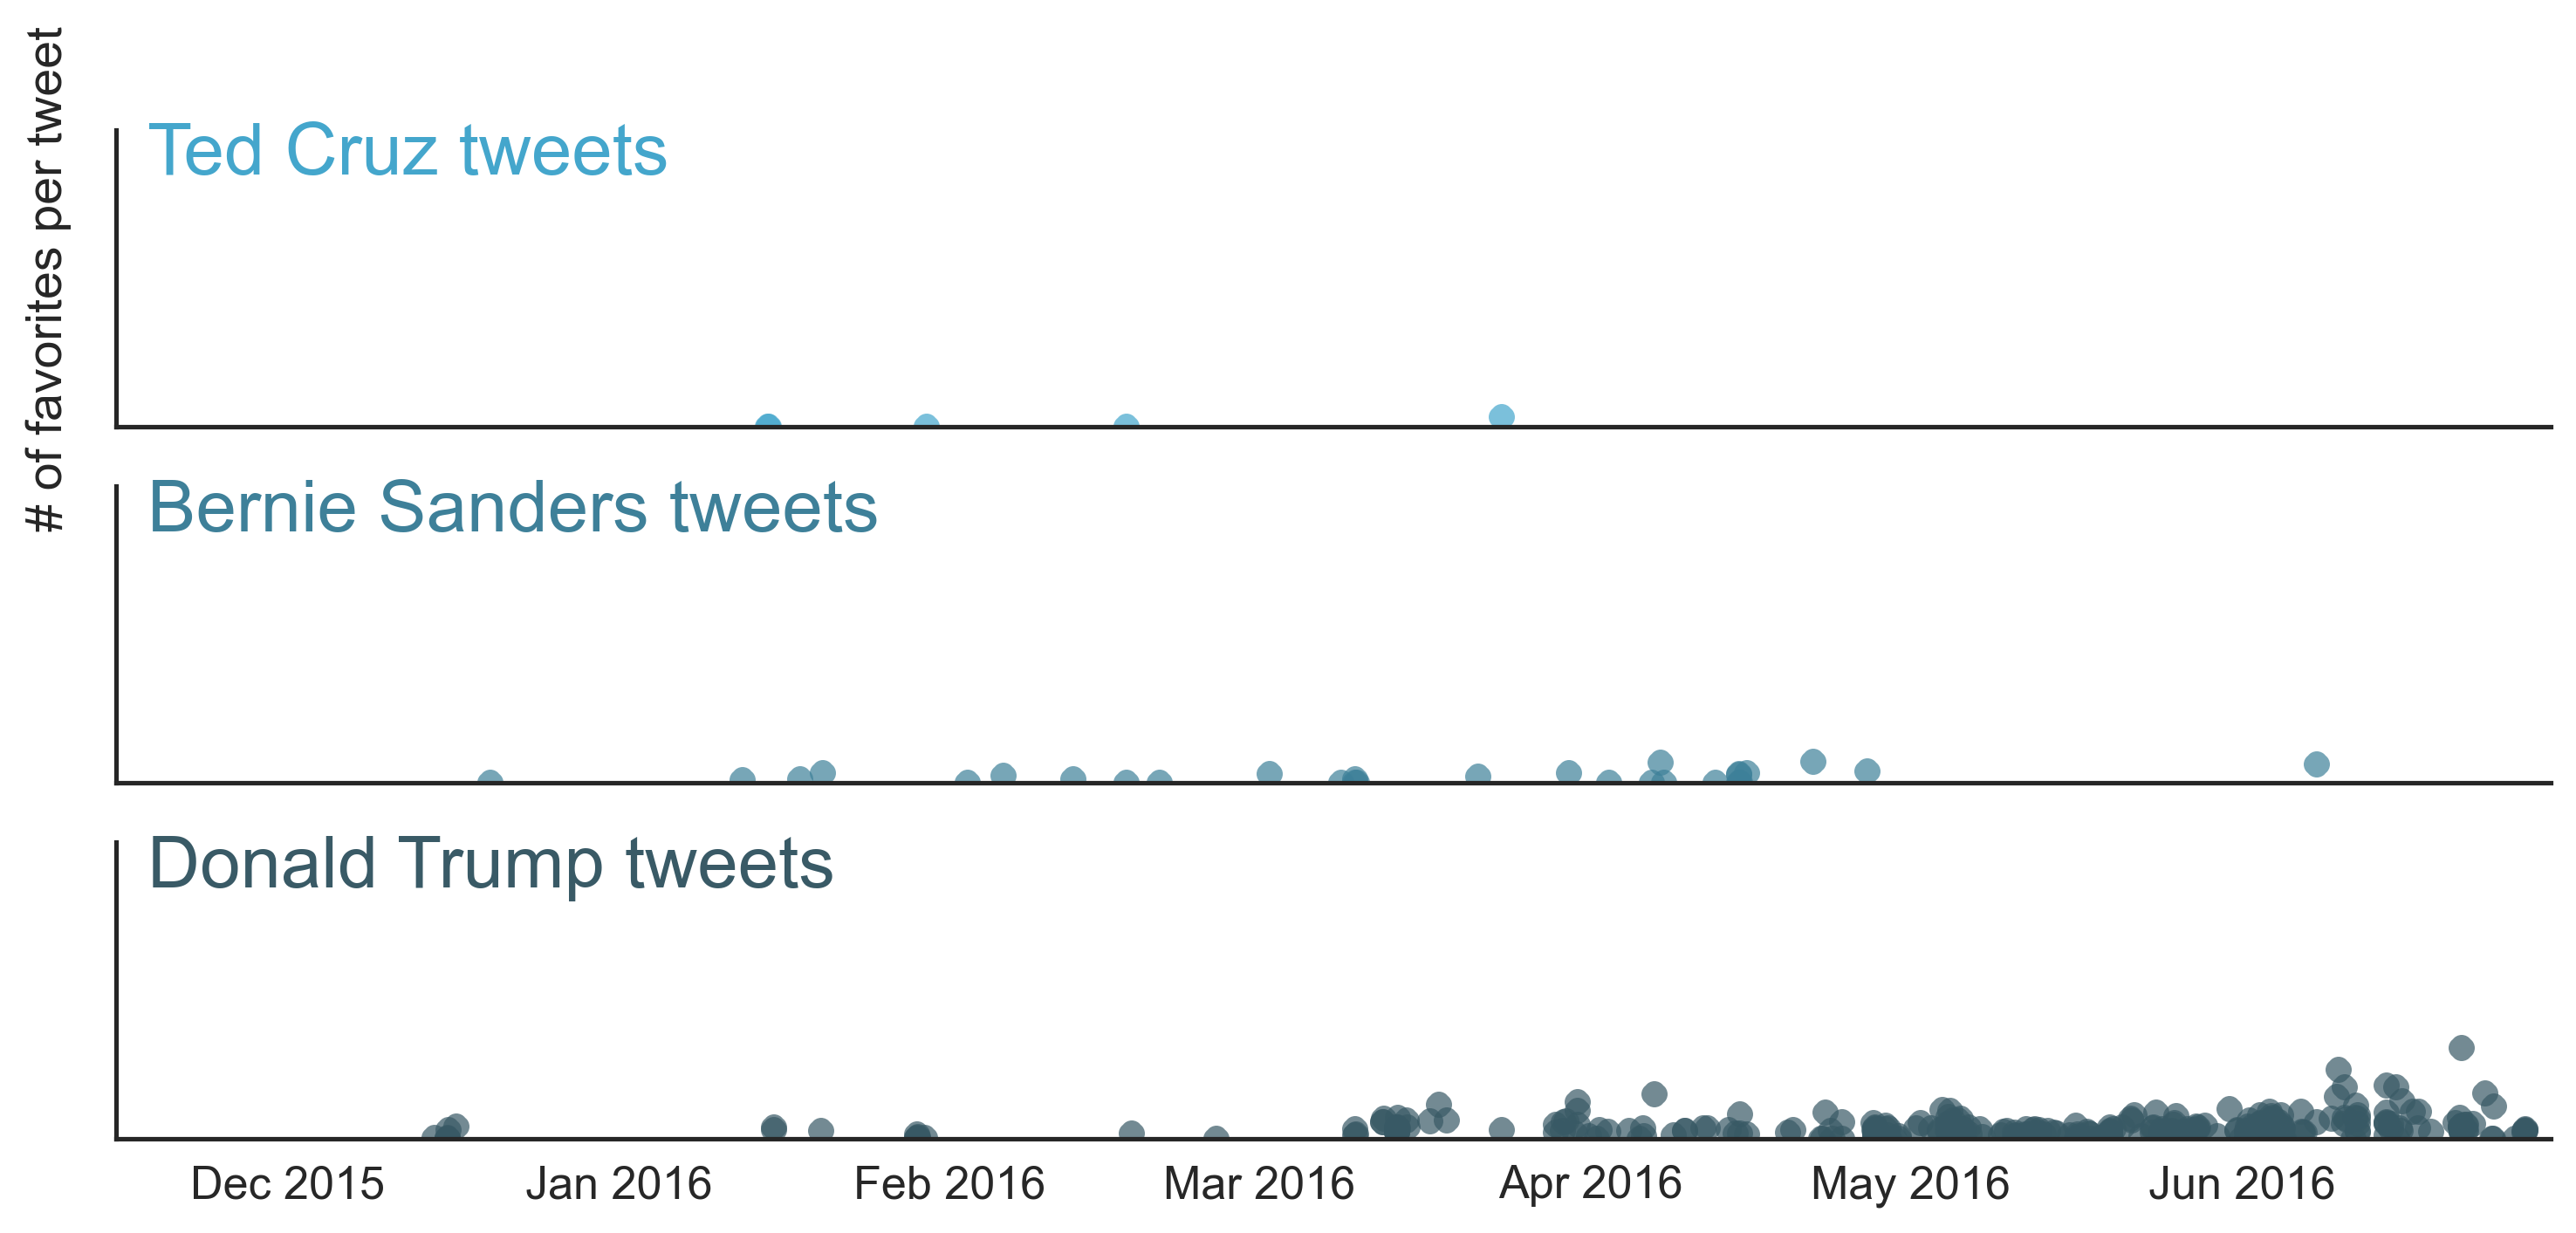 # of favorites per tweet
Ted Cruz tweets
Bernie Sanders tweets
Donald Trump tweets
Dec 2015 Jan 2016 Feb 2016 Mar 2016 Apr 2016 May 2016 Jun 2016